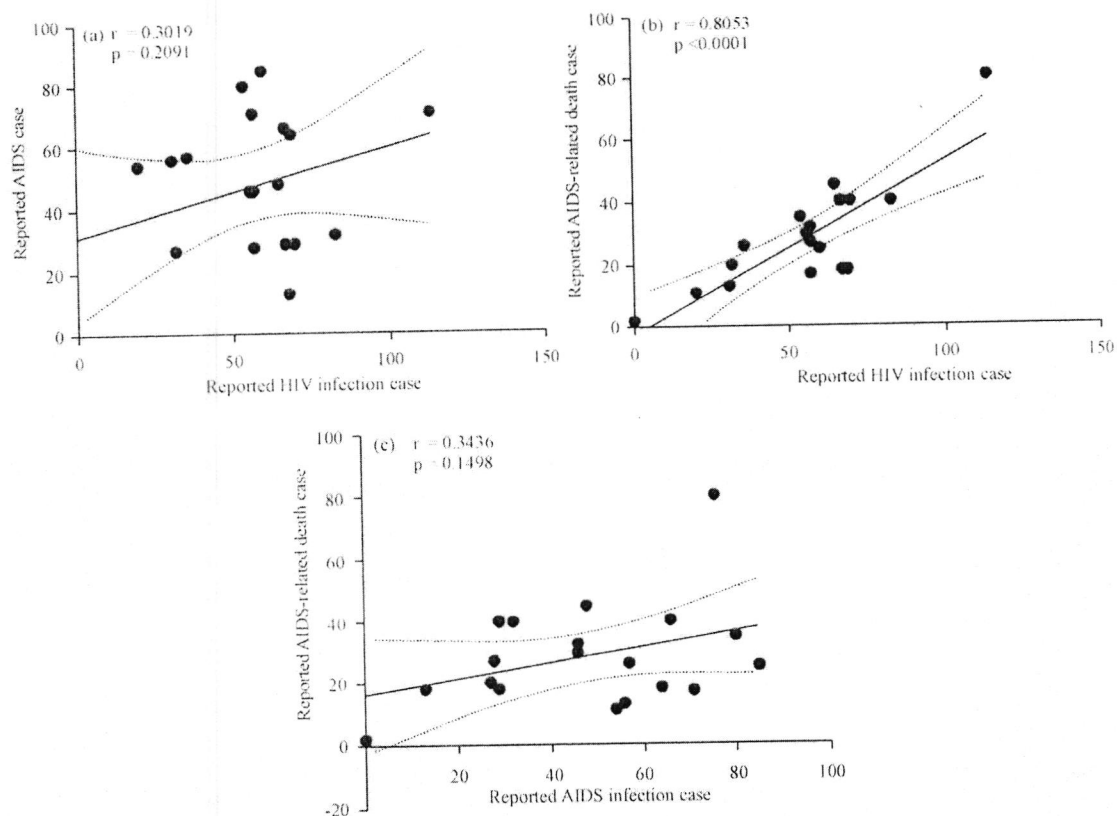 (a) r = 0.3019
p = 0.2091
100
80
60
40
20
0
Reported AIDS case
0
50
100
150
Reported HIV infection case
(b) r = 0.8053
p <0.0001
100
80
60
40
20
0
Reported AIDS-related death case
0
50
100
150
Reported HIV infection case
(c) r = 0.3436
p = 0.1498
100
80
60
40
20
0
-20
Reported AIDS-related death case
20
40
60
80
100
Reported AIDS infection case